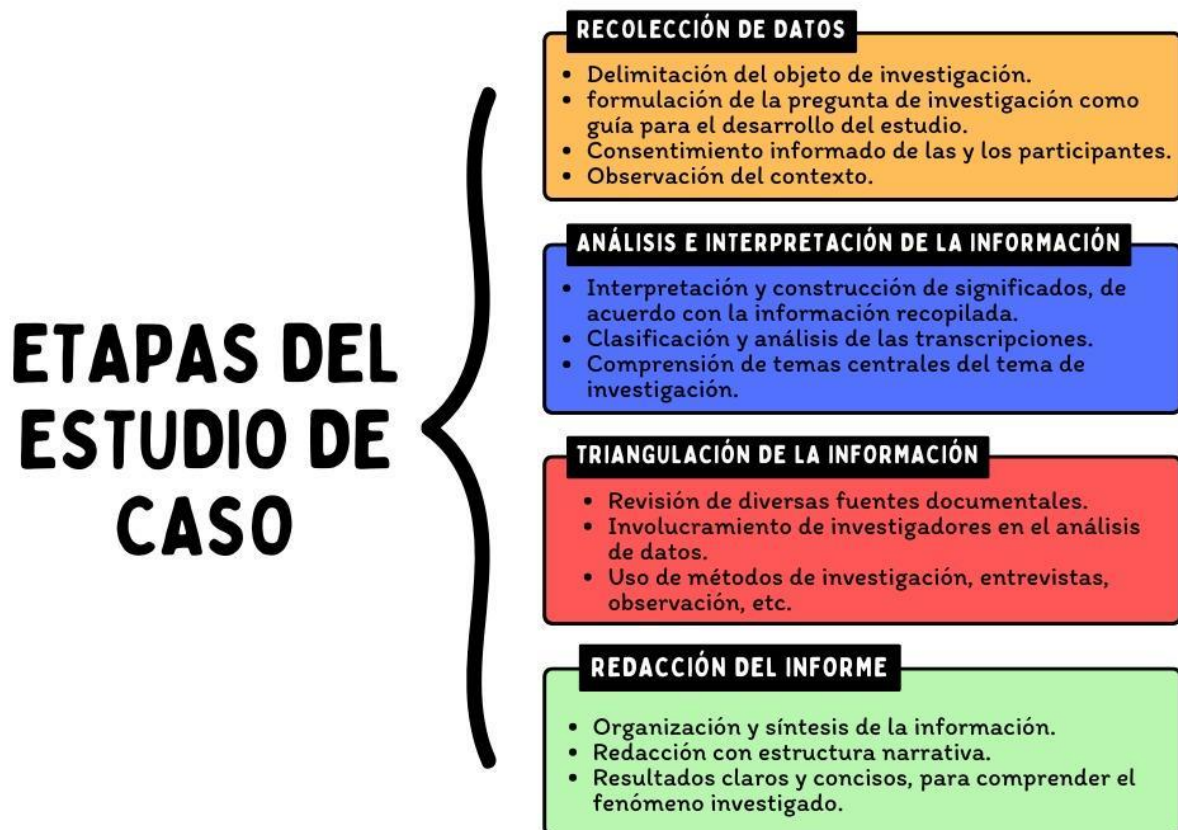 ETAPAS DEL
ESTUDIO DE
CASO
RECOLECCIÓN DE DATOS
• Delimitación del objeto de investigación.
• formulación de la pregunta de investigación como
guía para el desarrollo del estudio.
• Consentimiento informado de las y los participantes.
• Observación del contexto.
ANÁLISIS E INTERPRETACIÓN DE LA INFORMACIÓN
• Interpretación y construcción de significados, de
acuerdo con la información recopilada.
• Clasificación y análisis de las transcripciones.
• Comprensión de temas centrales del tema de
investigación.
TRIANGULACIÓN DE LA INFORMACIÓN
• Revisión de diversas fuentes documentales.
• Involucramiento de investigadores en el análisis
de datos.
• Uso de métodos de investigación, entrevistas,
observación, etc.
REDACCIÓN DEL INFORME
• Organización y síntesis de la información.
• Redacción con estructura narrativa.
• Resultados claros y concisos, para comprender el
fenómeno investigado.